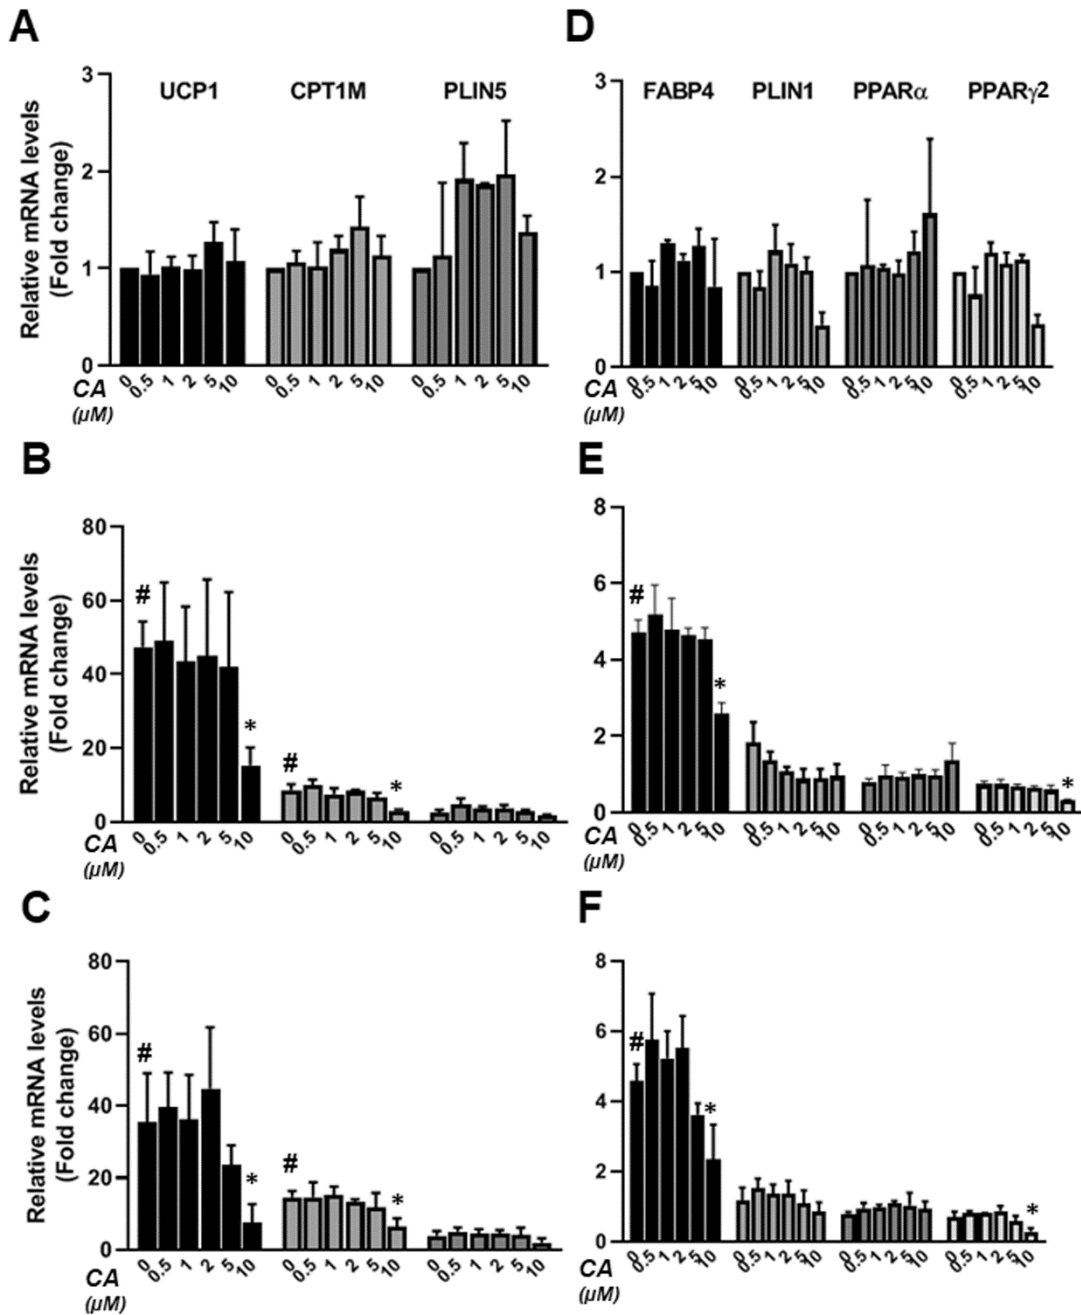 A
Relative mRNA levels
(Fold change)
3
2
1
0
UCP1 CPT1M PLIN5
CA
(μM)
0 0.5 1 2 5 10 0 0.5 1 2 5 10 0 0.5 1 2 5 10
D
3
2
1
0
FABP4 PLIN1 PPARα PPARγ2
CA
(μM)
0 0.5 1 2 5 10 0 0.5 1 2 5 10 0 0.5 1 2 5 10 0 0.5 1 2 5 10
B
Relative mRNA levels
(Fold change)
80
60
40
20
0
# * # *
CA
(μM)
0 0.5 1 2 5 10 0 0.5 1 2 5 10 0 0.5 1 2 5 10
E
8
6
4
2
0
# * *
CA
(μM)
0 0.5 1 2 5 10 0 0.5 1 2 5 10 0 0.5 1 2 5 10 0 0.5 1 2 5 10
C
Relative mRNA levels
(Fold change)
80
60
40
20
0
# * # *
CA
(μM)
0 0.5 1 2 5 10 0 0.5 1 2 5 10 0 0.5 1 2 5 10
F
8
6
4
2
0
# * *
CA
(μM)
0 0.5 1 2 5 10 0 0.5 1 2 5 10 0 0.5 1 2 5 10 0 0.5 1 2 5 10